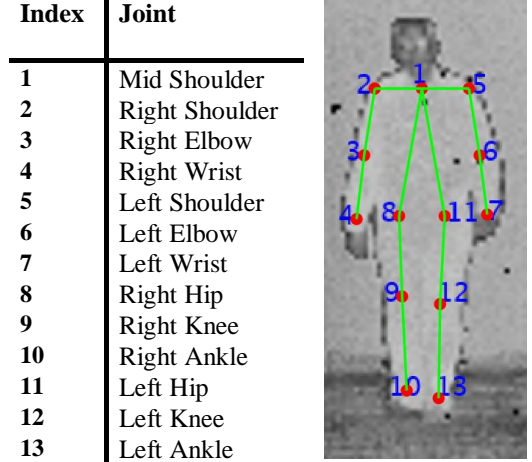 Index Joint
1 Mid Shoulder
2 Right Shoulder
3 Right Elbow
4 Right Wrist
5 Left Shoulder
6 Left Elbow
7 Left Wrist
8 Right Hip
9 Right Knee
10 Right Ankle
11 Left Hip
12 Left Knee
13 Left Ankle
1
2
5
3
6
4
8
11
7
9
12
10
13